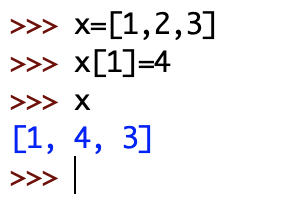 >>> x=[1,2,3]
>>> x[1]=4
>>> x
[1, 4, 3]
>>>